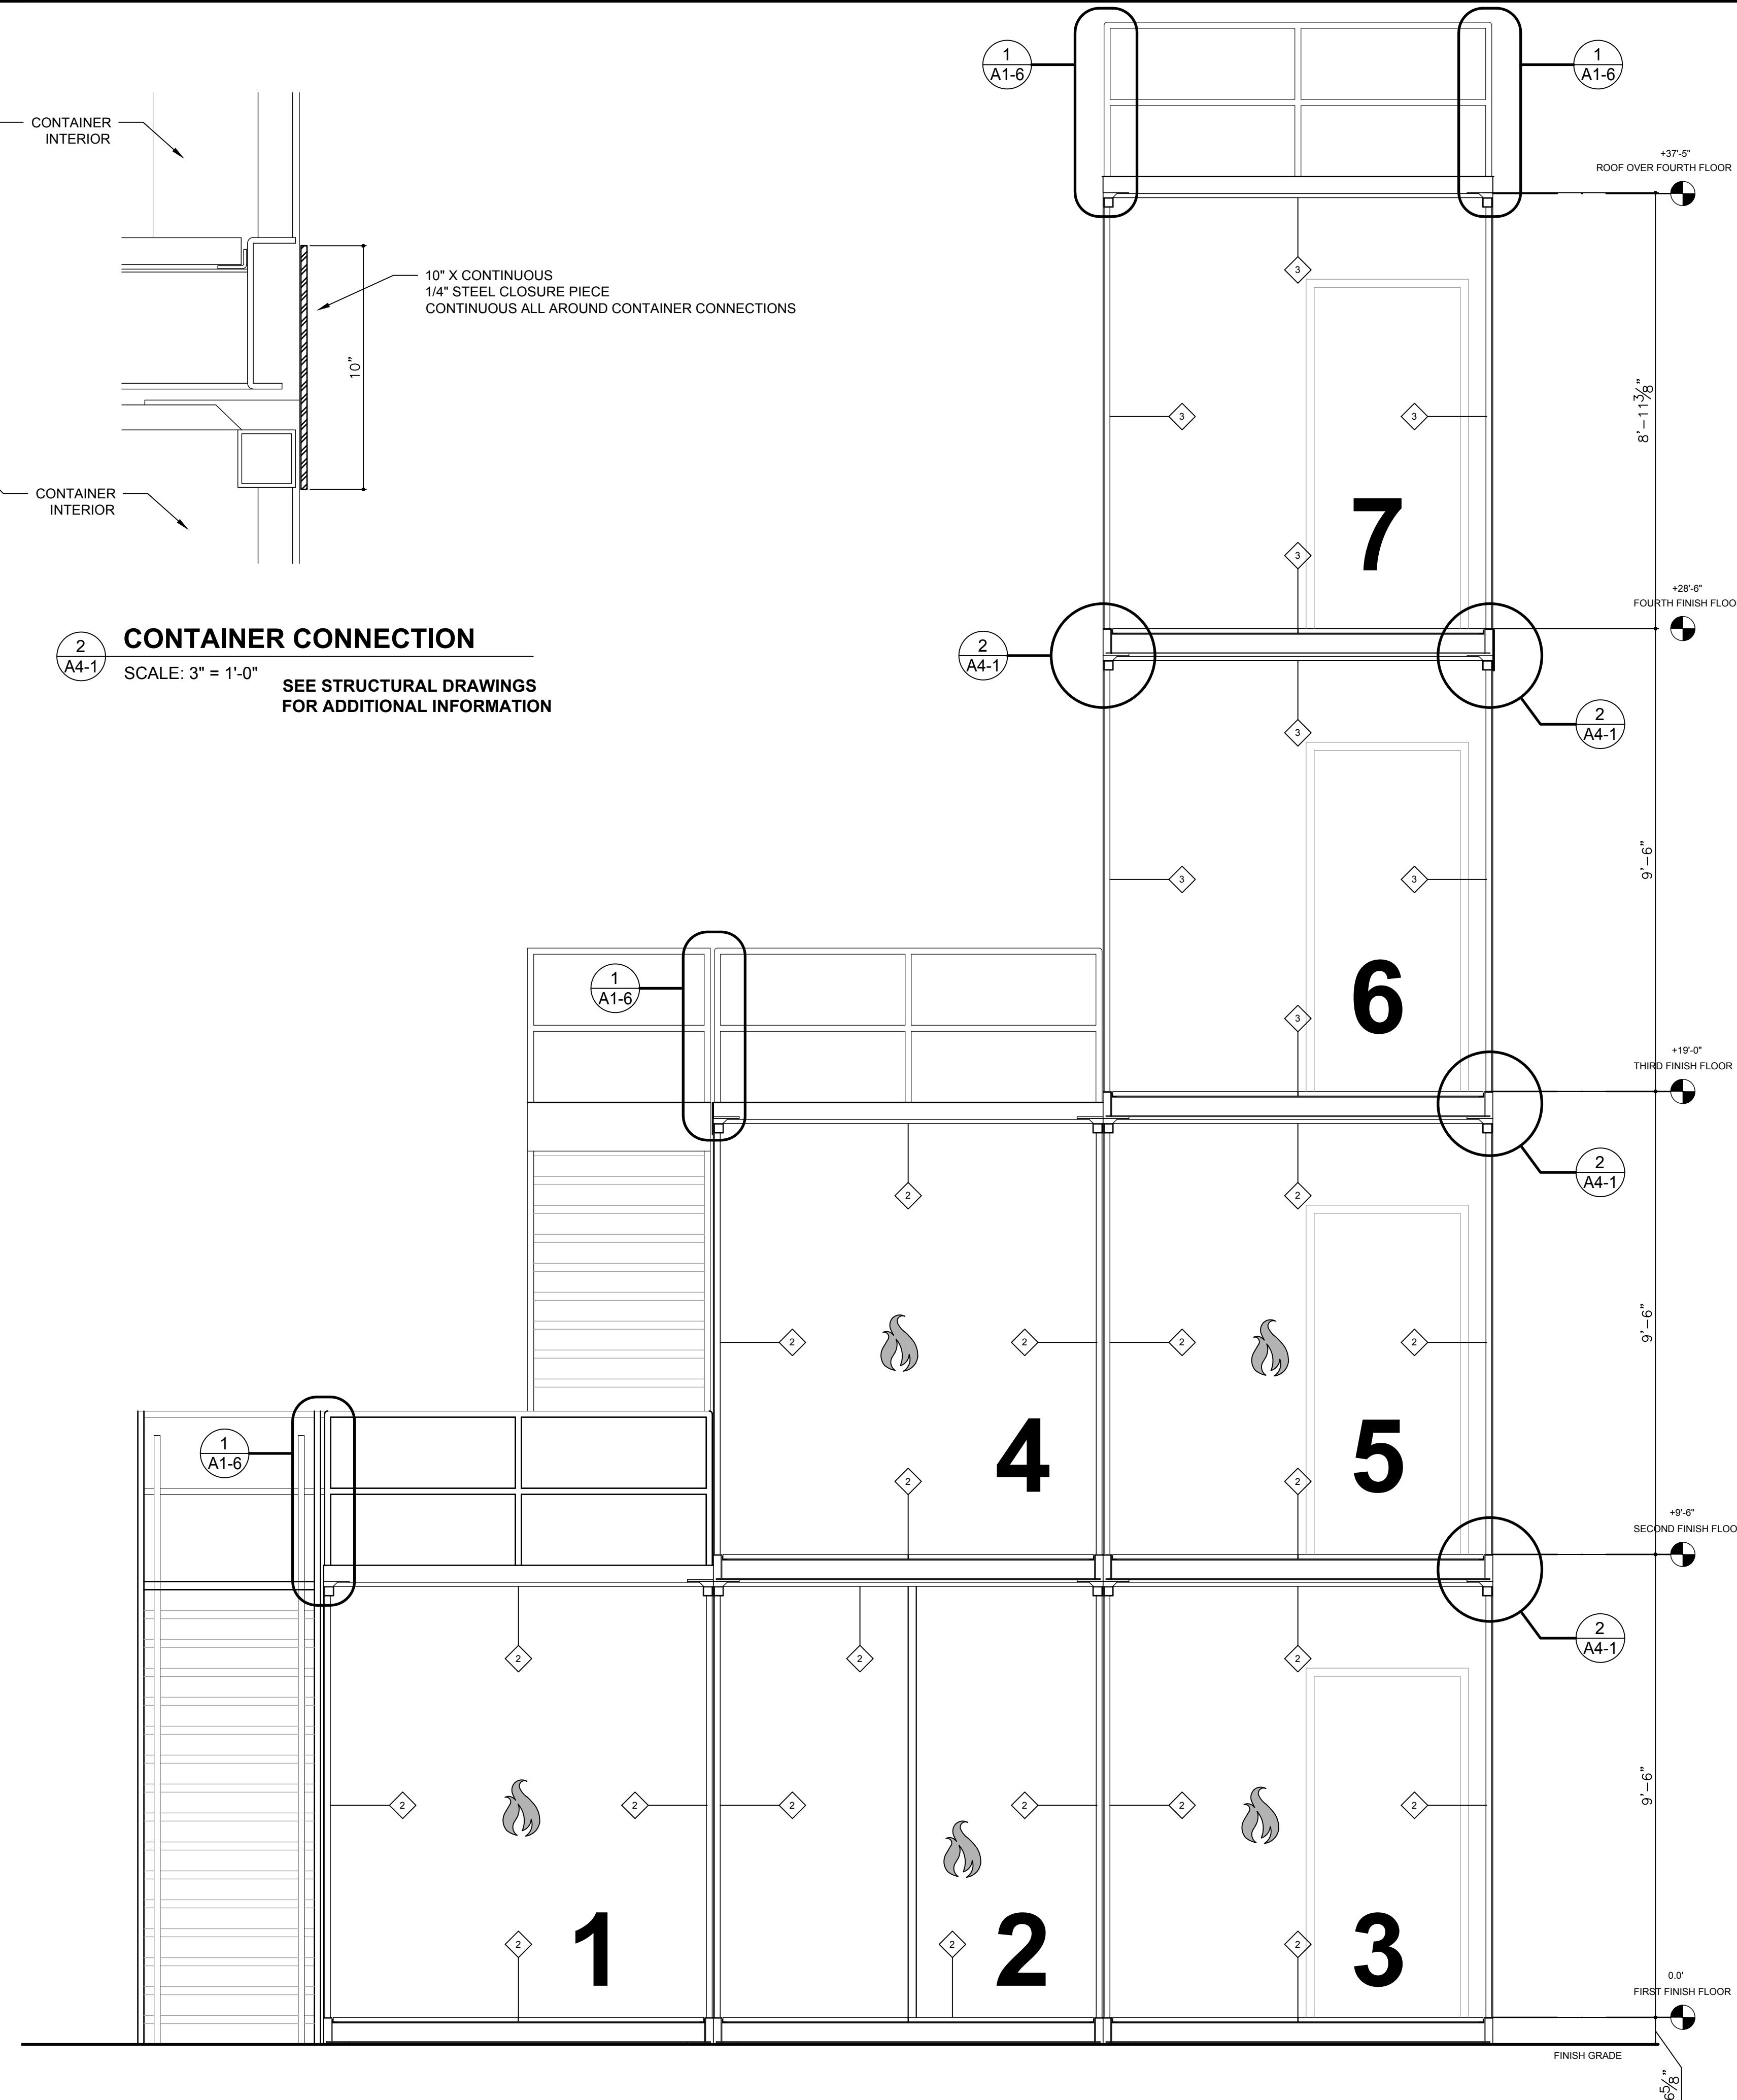 1
A1-6
1
A1-6
CONTAINER
INTERIOR
+37'-5"
ROOF OVER FOURTH FLOOR
3
10" X CONTINUOUS
1/4" STEEL CLOSURE PIECE
CONTINUOUS ALL AROUND CONTAINER CONNECTIONS
10"
8'-11 3/8"
3
3
CONTAINER
INTERIOR
7
3
+28'-6"
FOURTH FINISH FLOO
2
A4-1
CONTAINER CONNECTION
SCALE: 3" = 1'-0"
SEE STRUCTURAL DRAWINGS
FOR ADDITIONAL INFORMATION
2
A4-1
2
A4-1
3
9'-6"
3
3
1
A1-6
6
3
+19'-0"
THIRD FINISH FLOOR
2
A4-1
2
2
9'-6"
2
2
2
2
1
A1-6
4
5
2
2
+9'-6"
SECOND FINISH FLOO
2
A4-1
2
2
2
9'-6"
2
2
2
2
2
2
1
2
3
2
2
2
0.0'
FIRST FINISH FLOOR
FINISH GRADE
6 5/8"